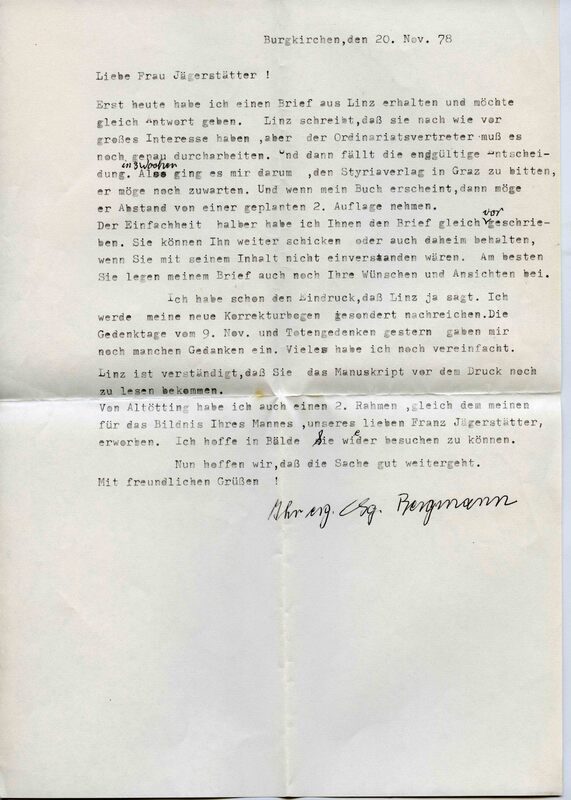 Burgkirchen,den 20. Nov. 78
Liebe Frau Jägerstätter !
Erst heute habe ich einen Brief aus Linz erhalten und möchte
gleich Antwort geben. Linz schreibt,daß sie nach wie vor
großes Interesse haben ,aber der Ordinariatsvertreter muß es
noch genau durcharbeiten. Und dann fällt die endgültige Entschei-
in 3 Wochen
dung. Also ging es mir darum ,den Styriaverlag in Graz zu bitten,
er möge noch zuwarten. Und wenn mein Buch erscheint,dann möge
er Abstand von einer geplanten 2. Auflage nehmen.
Der Einfachheit halber habe ich Ihnen den Brief gleich vorgeschrie-
ben. Sie können Ihn weiter schicken oder auch daheim behalten,
wenn Sie mit seinem Inhalt nicht einverstanden wären. Am besten
Sie legen meinem Brief auch noch Ihre Wünsche und Ansichten bei.
Ich habe schon den Eindruck,daß Linz ja sagt. Ich
werde meine neue Korrekturbogen gesondert nachreichen.Die
Gedenktage vom 9. Nov. und Totengedenken gestern gaben mir
noch manchen Gedanken ein. Vieles habe ich noch vereinfacht.
Linz ist verständigt,daß Sie das Manuskript vor dem Druck noch
zu lesen bekommen.
Von Altötting habe ich auch einen 2. Rahmen ,gleich dem meinen
für das Bildnis Ihres Mannes ,unseres lieben Franz Jägerstätter,
erworben. Ich hoffe in Bälde Sie wieder besuchen zu können.
Nun hoffen wir,daß die Sache gut weitergeht.
Mit freundlichen Grüßen !
Ihr erg. Gg. Bergmann